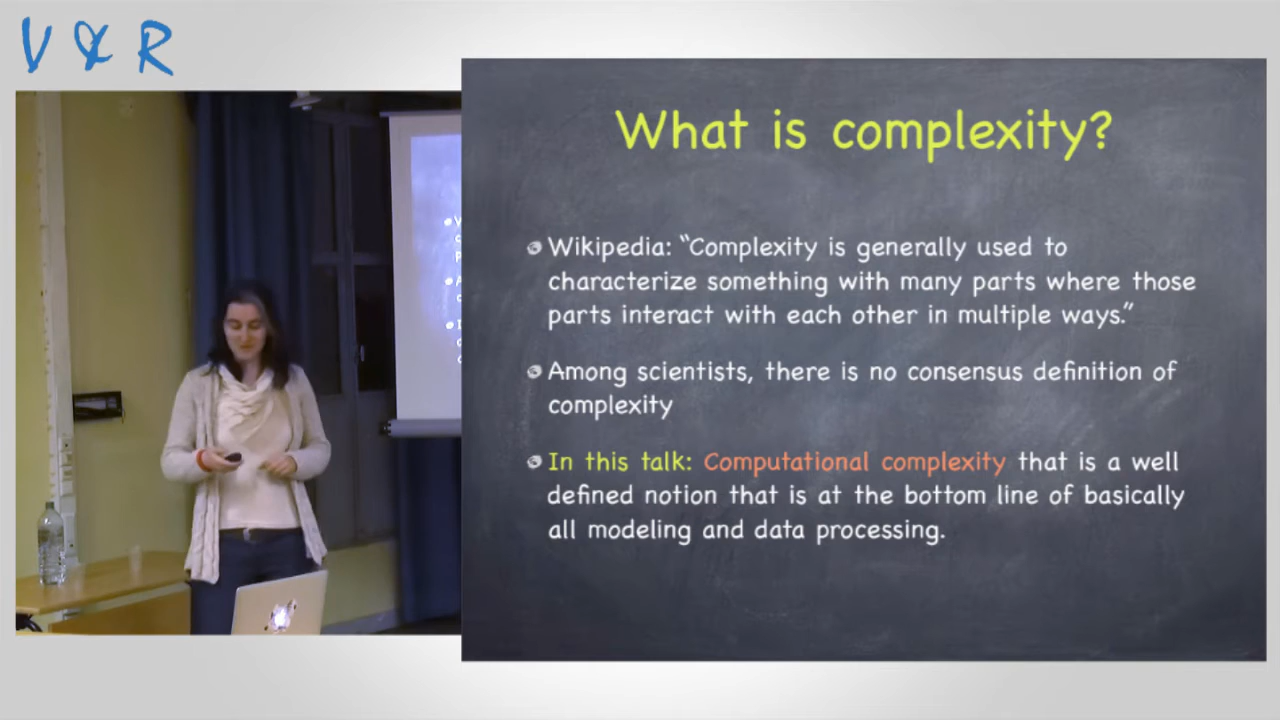 V & R
What is complexity?
Wikipedia: “Complexity is generally used to
characterize something with many parts where those
parts interact with each other in multiple ways.”
Among scientists, there is no consensus definition of
complexity
In this talk: Computational complexity that is a well
defined notion that is at the bottom line of basically
all modeling and data processing.